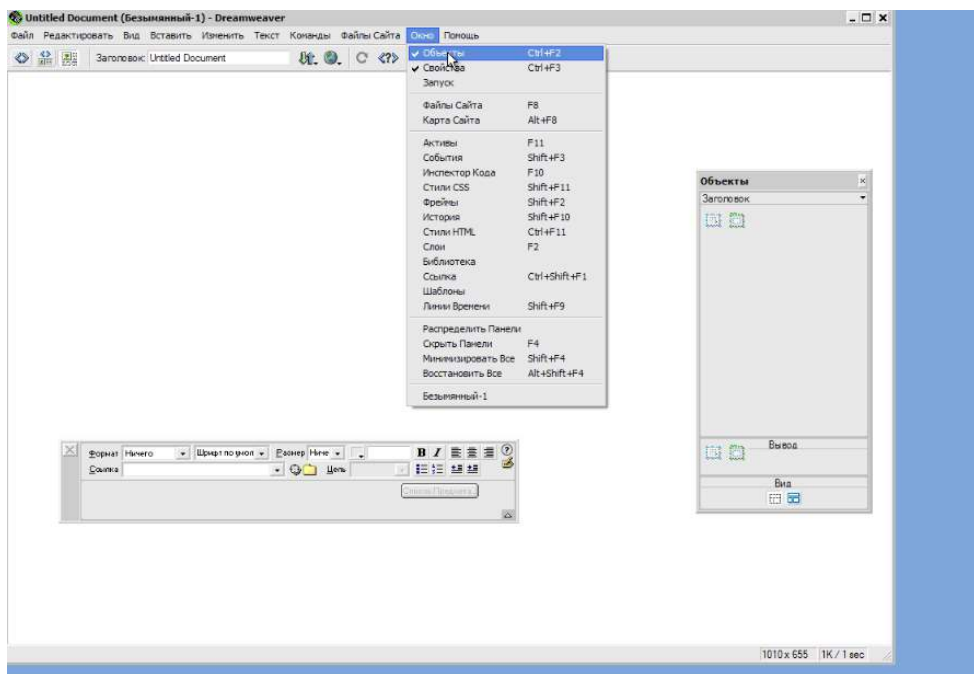 Untitled Document (Безымянный-1) - Dreamweaver
Файл Редактировать Вид Вставить Изменить Текст Команды Файлы Сайта Окно Помощь
Заголовок: Untitled Document
Объекты Ctrl+F2
Свойства Ctrl+F3
Запуск
Файлы Сайта F8
Карта Сайта Alt+F8
Активы F11
События Shift+F3
Инспектор Кода F10
Стили CSS Shift+F11
Фреймы Shift+F2
История Shift+F10
Стили HTML Ctrl+F11
Слои F2
Библиотека
Ссылка Ctrl+Shift+F1
Шаблоны
Линии Времени Shift+F9
Распределить Панели
Скрыть Панели F4
Минимизировать Все Shift+F4
Восстановить Все Alt+Shift+F4
Безымянный-1
Объекты
Заголовок
Вывод
Вид
Формат Ничего Шрифт по умол Размер Ниче B I
Ссылка Цель
1010 x 655 1K / 1 sec